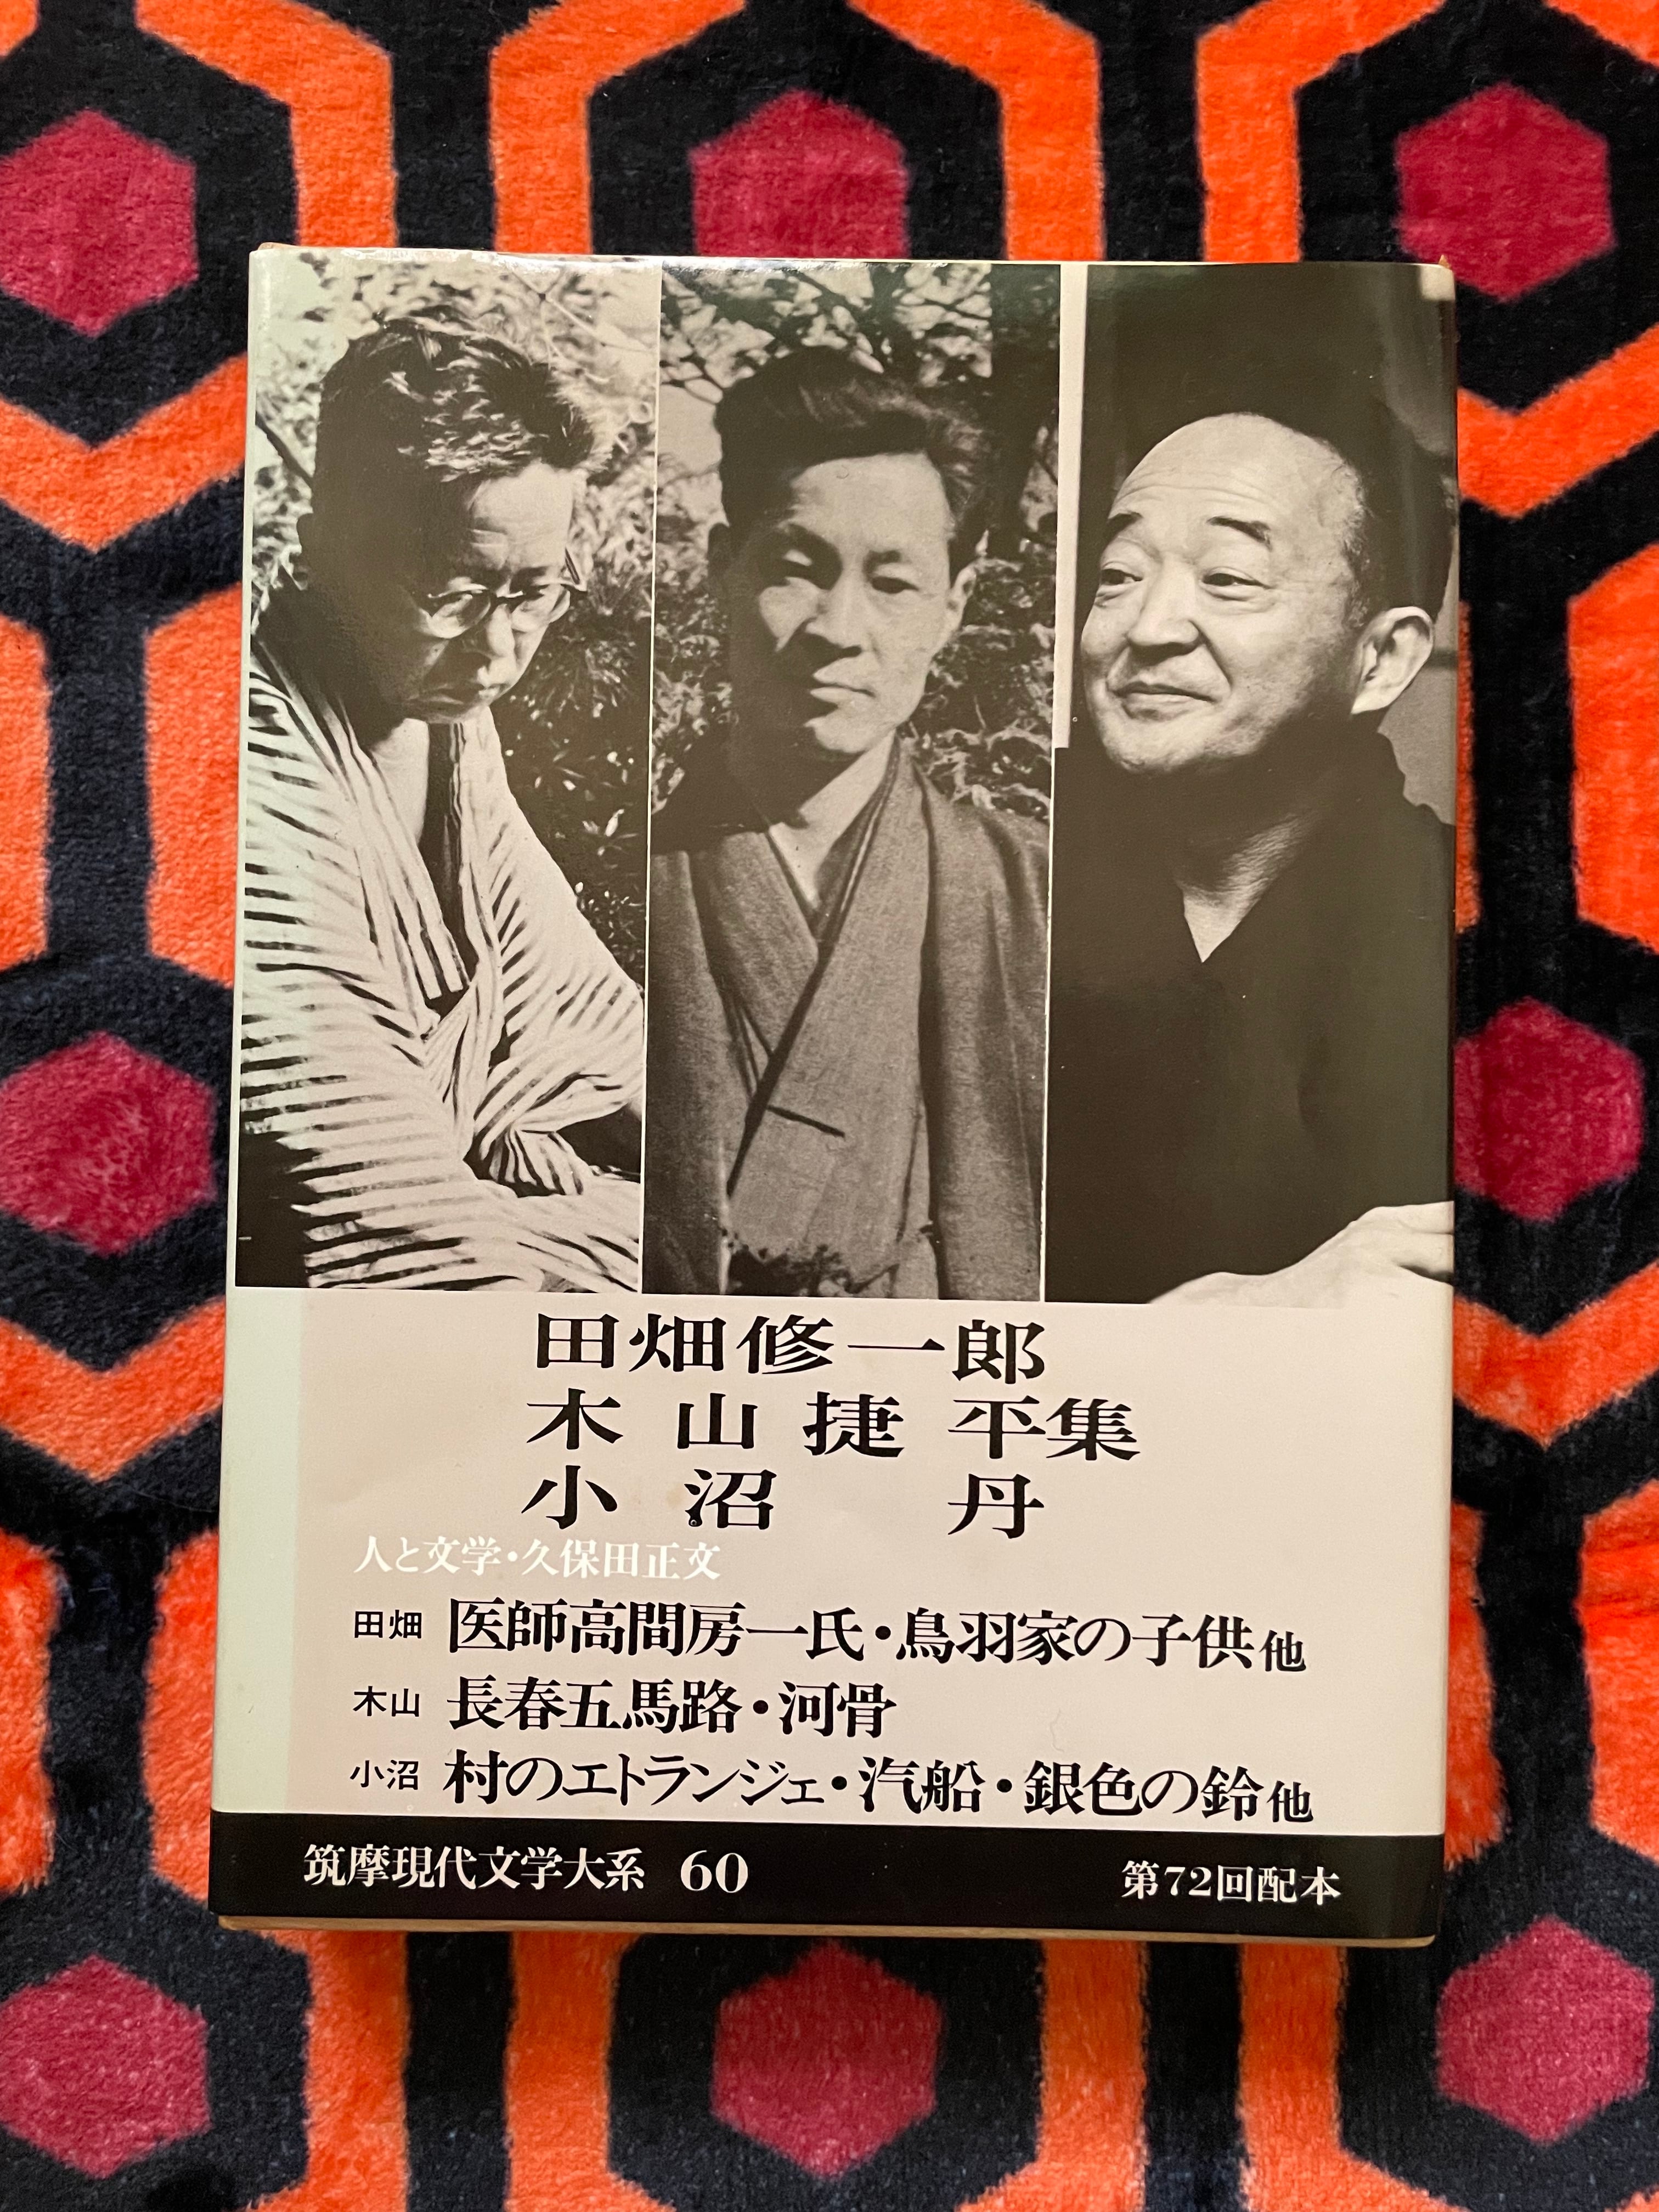 田畑修一郎
木山捷平集
小沼丹
人と文学・久保田正文
田畑 医師高間房一氏・鳥羽家の子供他
木山 長春五馬路・河骨
小沼 村のエトランジェ・汽船・銀色の鈴他
筑摩現代文学大系 60
第72回配本